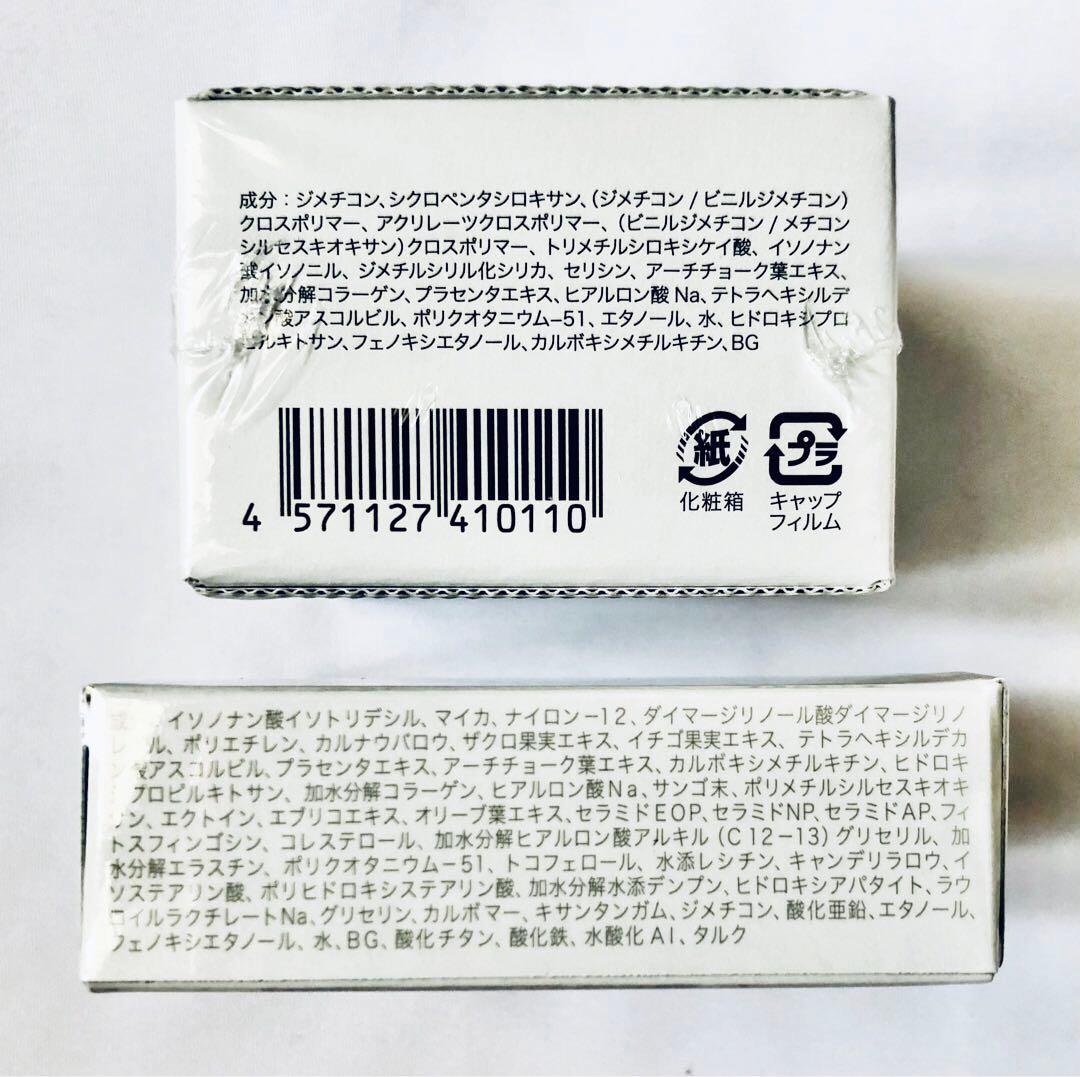 成分：ジメチコン、シクロペンタシロキサン、（ジメチコン / ビニルジメチコン）
クロスポリマー、アクリレーツクロスポリマー、（ビニルジメチコン / メチコン
シルセスキオキサン）クロスポリマー、トリメチルシロキシケイ酸、イソノナン
酸イソノニル、ジメチルシリル化シリカ、セリシン、アーチチョーク葉エキス、
加水分解コラーゲン、プラセンタエキス、ヒアルロン酸 Na、テトラヘキシルデ
カン酸アスコルビル、ポリクオタニウム−51、エタノール、水、ヒドロキシプロ
ピルキトサン、フェノキシエタノール、カルボキシメチルキチン、BG
4 571127 410110
紙
化粧箱
プラ
キャップ
フィルム
イソノナン酸イソトリデシル、マイカ、ナイロン−12、ダイマージリノール酸ダイマージリノ
レイル、ポリエチレン、カルナウバロウ、ザクロ果実エキス、イチゴ果実エキス、テトラヘキシルデカ
ン酸アスコルビル、プラセンタエキス、アーチチョーク葉エキス、カルボキシメチルキチン、ヒドロキ
シプロピルキトサン、加水分解コラーゲン、ヒアルロン酸Na、サンゴ末、ポリメチルシルセスキオキ
サン、エクトイン、エブリコエキス、オリーブ葉エキス、セラミドEOP、セラミドNP、セラミドAP、フィ
トスフィンゴシン、コレステロール、加水分解ヒアルロン酸アルキル（C12−13）グリセリル、加
水分解エラスチン、ポリクオタニウム−51、トコフェロール、水添レシチン、キャンデリラロウ、イ
ソステアリン酸、ポリヒドロキシステアリン酸、加水分解水添デンプン、ヒドロキシアパタイト、ラウ
ロイルラクチレートNa、グリセリン、カルボマー、キサンタンガム、ジメチコン、酸化亜鉛、エタノール、
フェノキシエタノール、水、BG、酸化チタン、酸化鉄、水酸化Al、タルク